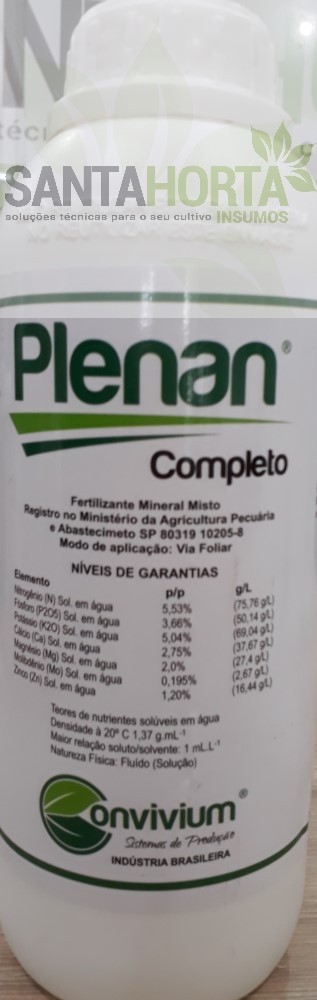 técni
SANTAHORTA
soluções técnicas para o seu cultivo INSUMOS
Plenan®
Completo
Fertilizante Mineral Misto
Registro no Ministério da Agricultura Pecuária
e Abastecimeto SP 80319 10205-8
Modo de aplicação: Via Foliar
NÍVEIS DE GARANTIAS
Elemento p/p g/L
Nitrogênio (N) Sol. em água 5,53% (75,76 g/L)
Fósforo (P2O5) Sol. em água 3,66% (50,14 g/L)
Potássio (K2O) Sol. em água 5,04% (69,04 g/L)
Cálcio (Ca) Sol. em água 2,75% (37,67 g/L)
Magnésio (Mg) Sol. em água 2,0% (27,4 g/L)
Molibdênio (Mo) Sol. em água 0,195% (2,67 g/L)
Zinco (Zn) Sol. em água 1,20% (16,44 g/L)
Teores de nutrientes solúveis em água
Densidade à 20º C 1,37 g.mL⁻¹
Maior relação soluto/solvente: 1 mL.L⁻¹
Natureza Física: Fluído (Solução)
Convivium®
Sistemas de Produção
INDÚSTRIA BRASILEIRA